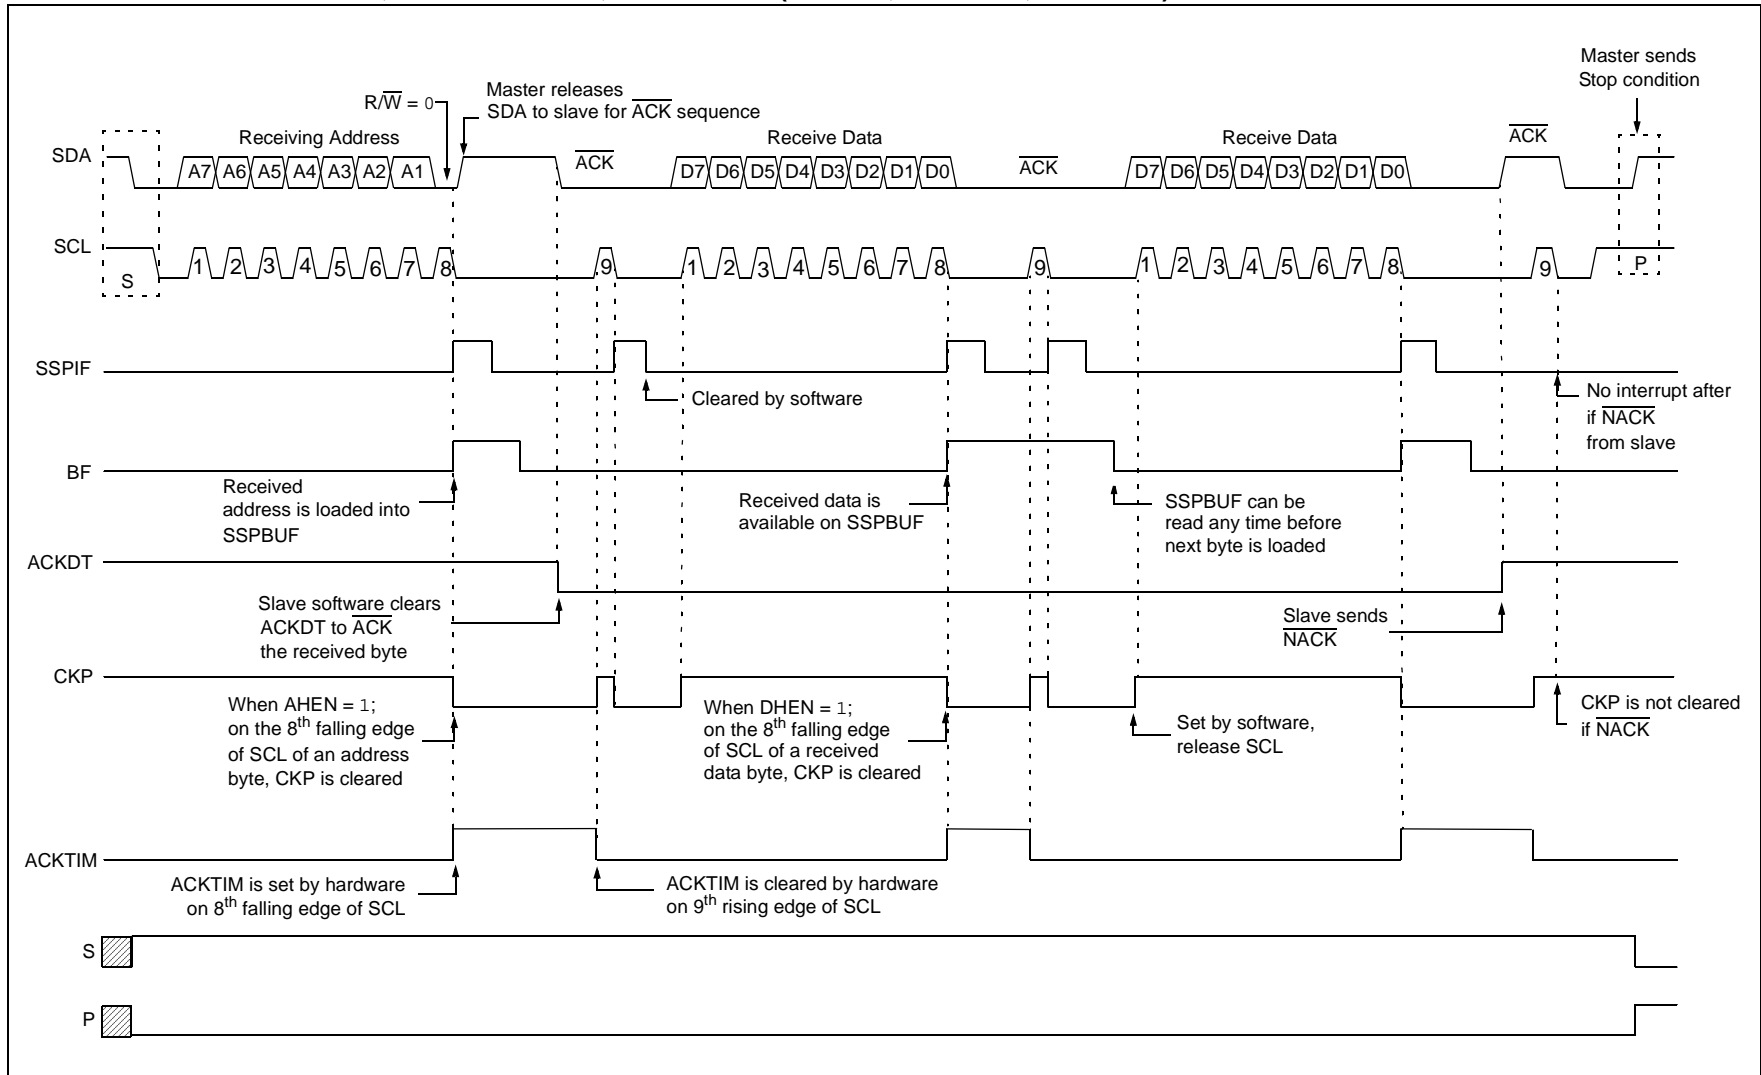 Master sends
Stop condition
R/W = 0
Master releases
SDA to slave for ACK sequence
Receiving Address
Receive Data
Receive Data
SDA
A7 A6 A5 A4 A3 A2 A1
ACK
D7 D6 D5 D4 D3 D2 D1 D0
ACK
D7 D6 D5 D4 D3 D2 D1 D0
ACK
SCL
S
1 2 3 4 5 6 7 8 9 1 2 3 4 5 6 7 8 9 1 2 3 4 5 6 7 8 9
P
SSPIF
Cleared by software
No interrupt after
if NACK
from slave
BF
Received
address is loaded into
SSPBUF
Received data is
available on SSPBUF
SSPBUF can be
read any time before
next byte is loaded
ACKDT
Slave software clears
ACKDT to ACK
the received byte
Slave sends
NACK
CKP
When AHEN = 1;
on the 8th falling edge
of SCL of an address
byte, CKP is cleared
When DHEN = 1;
on the 8th falling edge
of SCL of a received
data byte, CKP is cleared
Set by software,
release SCL
CKP is not cleared
if NACK
ACKTIM
ACKTIM is set by hardware
on 8th falling edge of SCL
ACKTIM is cleared by hardware
on 9th rising edge of SCL
S
P